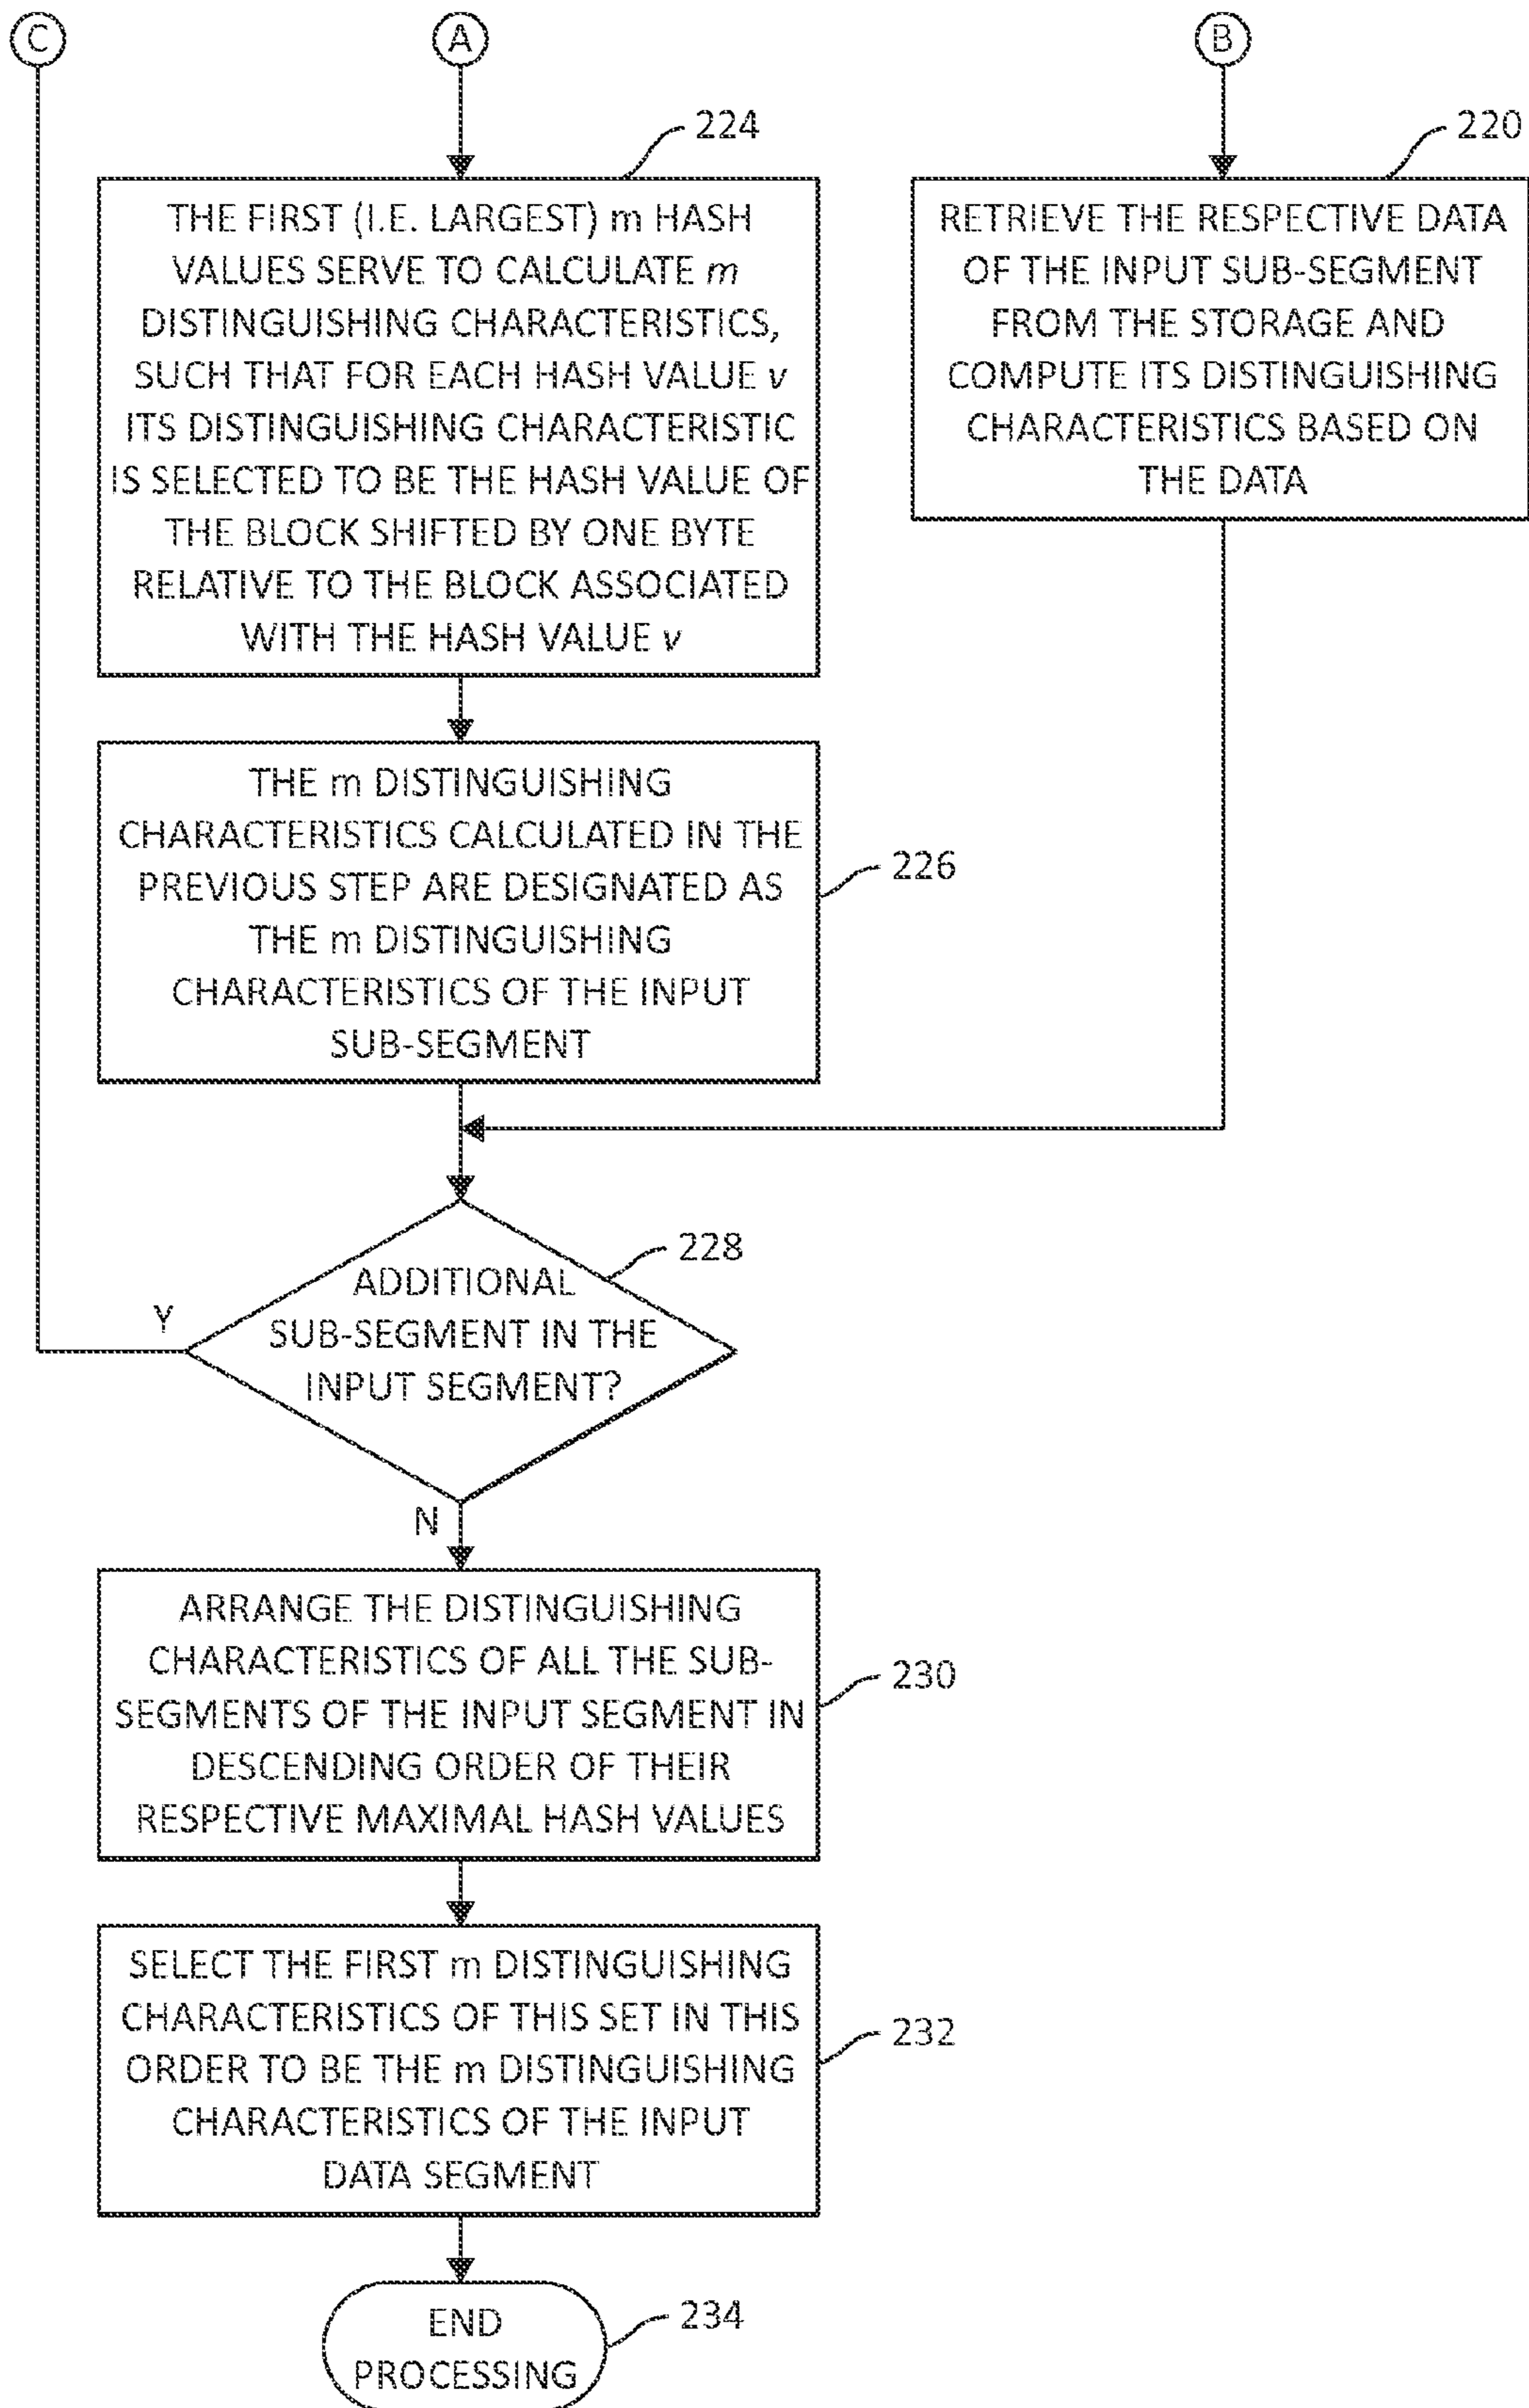 C
A
B
224
THE FIRST (I.E. LARGEST) m HASH
VALUES SERVE TO CALCULATE m
DISTINGUISHING CHARACTERISTICS,
SUCH THAT FOR EACH HASH VALUE v
ITS DISTINGUISHING CHARACTERISTIC
IS SELECTED TO BE THE HASH VALUE OF
THE BLOCK SHIFTED BY ONE BYTE
RELATIVE TO THE BLOCK ASSOCIATED
WITH THE HASH VALUE v
220
RETRIEVE THE RESPECTIVE DATA
OF THE INPUT SUB-SEGMENT
FROM THE STORAGE AND
COMPUTE ITS DISTINGUISHING
CHARACTERISTICS BASED ON
THE DATA
THE m DISTINGUISHING
CHARACTERISTICS CALCULATED IN THE
PREVIOUS STEP ARE DESIGNATED AS
THE m DISTINGUISHING
CHARACTERISTICS OF THE INPUT
SUB-SEGMENT
226
228
ADDITIONAL
SUB-SEGMENT IN THE
INPUT SEGMENT?
Y
N
ARRANGE THE DISTINGUISHING
CHARACTERISTICS OF ALL THE SUB-
SEGMENTS OF THE INPUT SEGMENT IN
DESCENDING ORDER OF THEIR
RESPECTIVE MAXIMAL HASH VALUES
230
SELECT THE FIRST m DISTINGUISHING
CHARACTERISTICS OF THIS SET IN THIS
ORDER TO BE THE m DISTINGUISHING
CHARACTERISTICS OF THE INPUT
DATA SEGMENT
232
END
PROCESSING
234